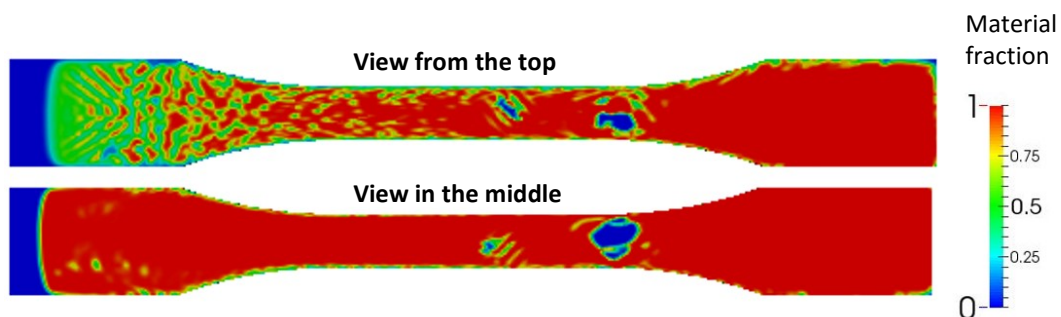 View from the top
View in the middle
Material
fraction
1
0.75
0.5
0.25
0